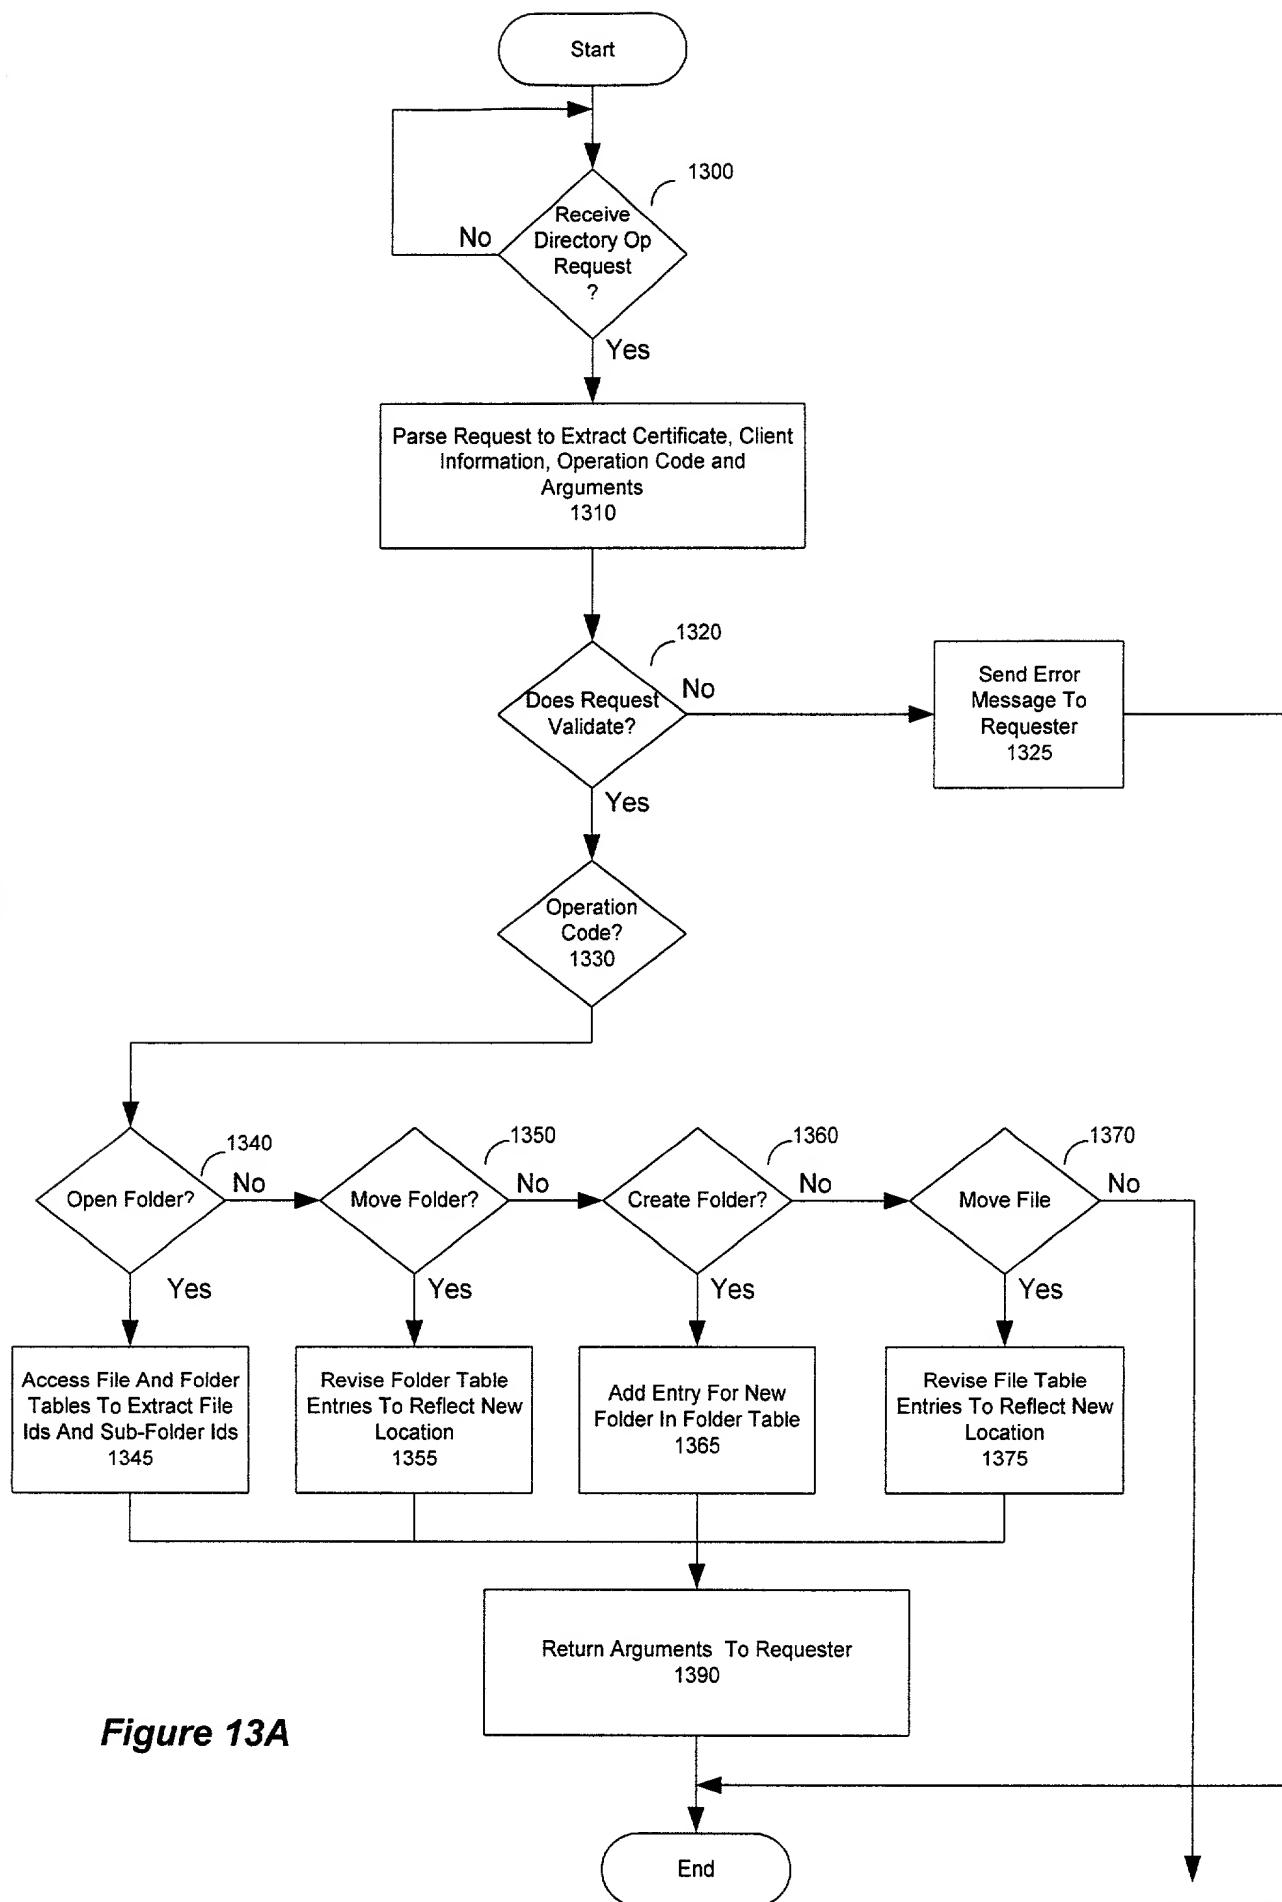 Start
1300
Receive
Directory Op
Request
?
No
Yes
Parse Request to Extract Certificate, Client
Information, Operation Code and
Arguments
1310
1320
Does Request
Validate?
No
Send Error
Message To
Requester
1325
Yes
Operation
Code?
1330
1340
Open Folder?
No
1350
Move Folder?
No
1360
Create Folder?
No
1370
Move File
No
Yes
Yes
Yes
Yes
Access File And Folder
Tables To Extract File
Ids And Sub-Folder Ids
1345
Revise Folder Table
Entries To Reflect New
Location
1355
Add Entry For New
Folder In Folder Table
1365
Revise File Table
Entries To Reflect New
Location
1375
Return Arguments To Requester
1390
Figure 13A
End